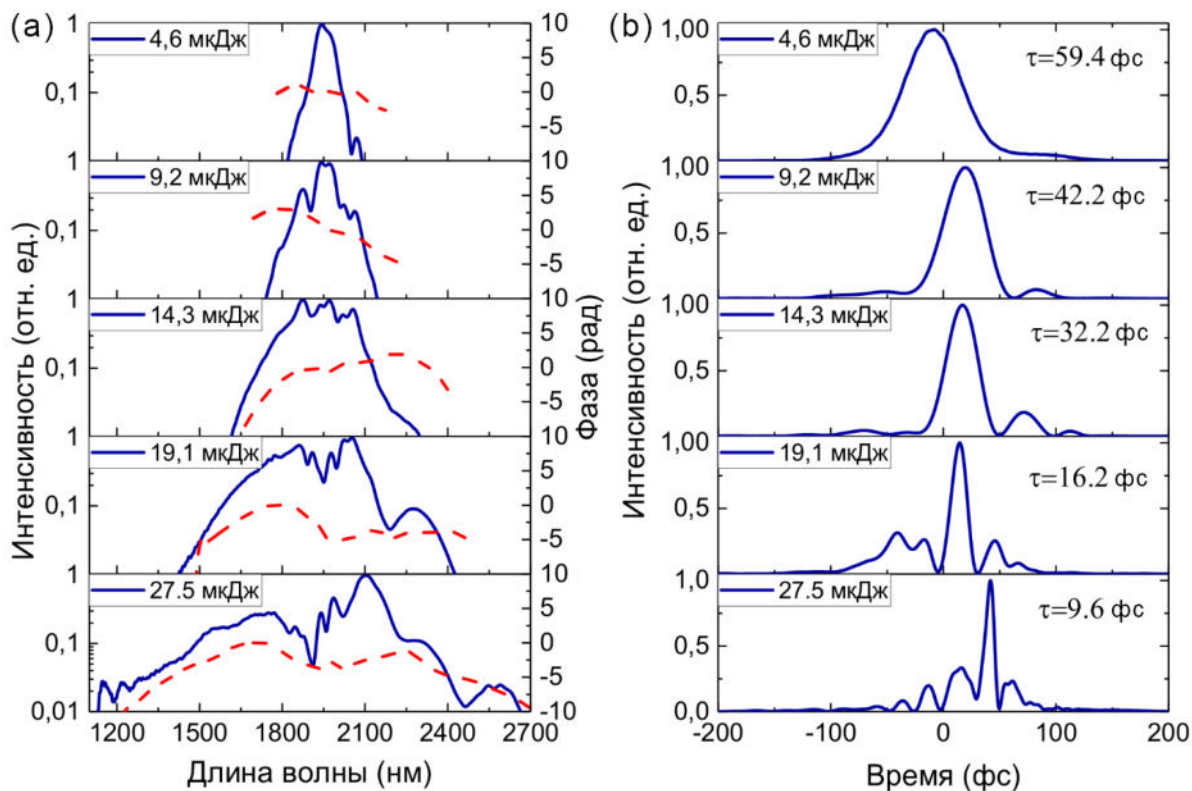 (a)
Интенсивность (отн. ед.)
Фаза (рад)
4,6 мкДж
9,2 мкДж
14,3 мкДж
19,1 мкДж
27.5 мкДж
1
0,1
1
0,1
1
0,1
1
0,1
1
0,1
0,01
10
5
0
-5
10
5
0
-5
10
5
0
-5
10
5
0
-5
10
5
0
-5
-10
1200 1500 1800 2100 2400 2700
Длина волны (нм)
(b)
Интенсивность (отн. ед.)
4,6 мкДж
τ=59.4 фс
9,2 мкДж
τ=42.2 фс
14,3 мкДж
τ=32.2 фс
19,1 мкДж
τ=16.2 фс
27.5 мкДж
τ=9.6 фс
1,00
0,5
1,00
0,5
1,00
0,5
1,00
0,5
1,0
0,5
0,0
-200 -100 0 100 200
Время (фс)